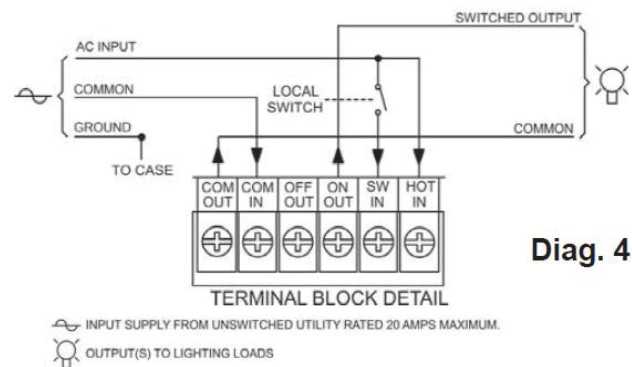 SWITCHED OUTPUT
AC INPUT
COMMON
LOCAL
SWITCH
GROUND
COMMON
TO CASE
COM OUT COM IN OFF OUT ON OUT SW IN HOT IN
Diag. 4
TERMINAL BLOCK DETAIL
INPUT SUPPLY FROM UNSWITCHED UTILITY RATED 20 AMPS MAXIMUM.
OUTPUT(S) TO LIGHTING LOADS